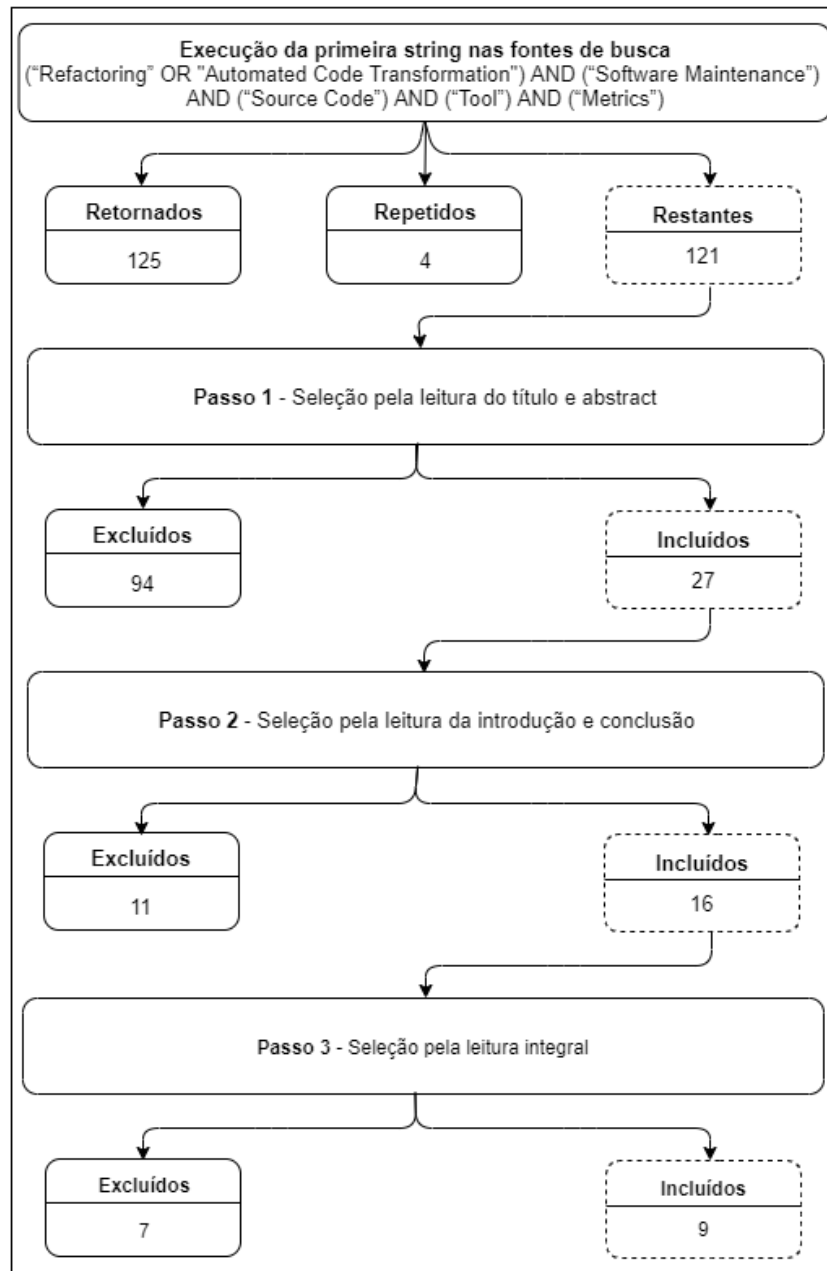 Execução da primeira string nas fontes de busca
(“Refactoring” OR "Automated Code Transformation") AND (“Software Maintenance”)
AND (“Source Code”) AND (“Tool”) AND (“Metrics”)
Retornados
125
Repetidos
4
Restantes
121
Passo 1 - Seleção pela leitura do título e abstract
Excluídos
94
Incluídos
27
Passo 2 - Seleção pela leitura da introdução e conclusão
Excluídos
11
Incluídos
16
Passo 3 - Seleção pela leitura integral
Excluídos
7
Incluídos
9